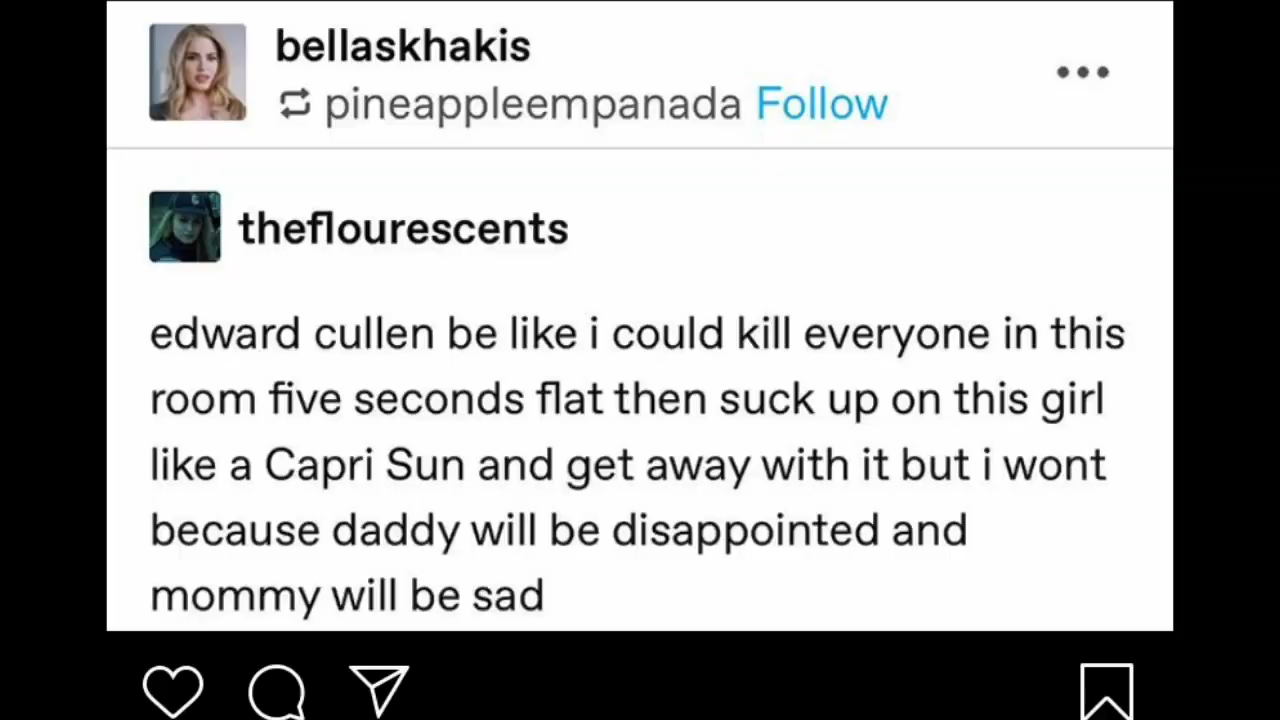 bellaskhakis
pineappleempanada Follow
theflourescents
edward cullen be like i could kill everyone in this
room five seconds flat then suck up on this girl
like a Capri Sun and get away with it but i wont
because daddy will be disappointed and
mommy will be sad